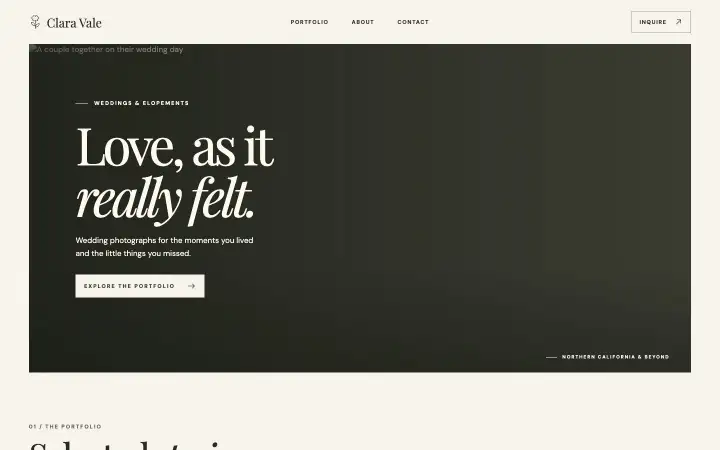 Clara Vale
PORTFOLIO
ABOUT
CONTACT
INQUIRE
A couple together on their wedding day
WEDDINGS & ELOPEMENTS
Love, as it
really felt.
Wedding photographs for the moments you lived
and the little things you missed.
EXPLORE THE PORTFOLIO
NORTHERN CALIFORNIA & BEYOND
01 / THE PORTFOLIO